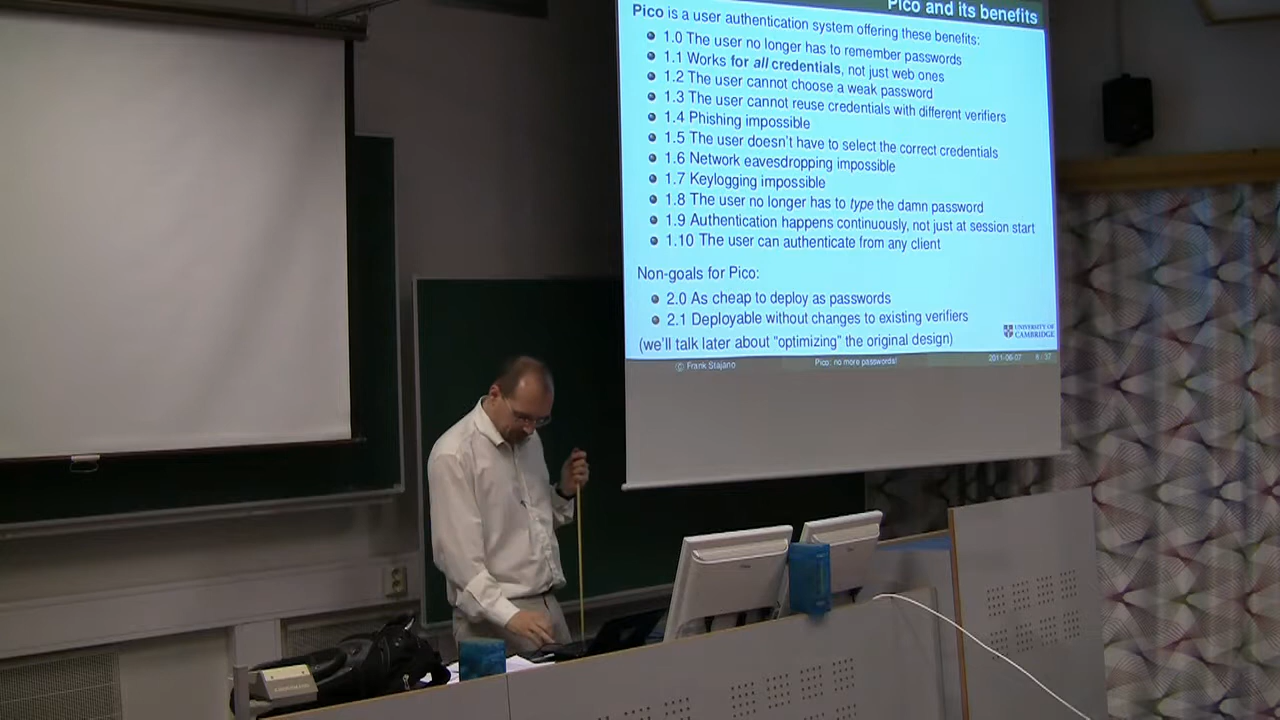 Pico and its benefits
Pico is a user authentication system offering these benefits:
1.0 The user no longer has to remember passwords
1.1 Works for all credentials, not just web ones
1.2 The user cannot choose a weak password
1.3 The user cannot reuse credentials with different verifiers
1.4 Phishing impossible
1.5 The user doesn't have to select the correct credentials
1.6 Network eavesdropping impossible
1.7 Keylogging impossible
1.8 The user no longer has to type the damn password
1.9 Authentication happens continuously, not just at session start
1.10 The user can authenticate from any client
Non-goals for Pico:
2.0 As cheap to deploy as passwords
2.1 Deployable without changes to existing verifiers
UNIVERSITY OF
CAMBRIDGE
(we'll talk later about "optimizing" the original design)
© Frank Stajano Pico: no more passwords! 2011-06-07